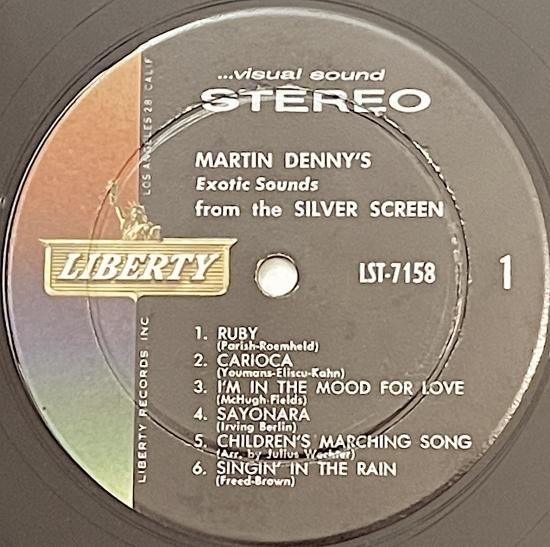 ...visual sound
STEREO
MARTIN DENNY'S
Exotic Sounds
from the SILVER SCREEN
LIBERTY
LST-7158
1
1. RUBY
(Parish-Roemheld)
2. CARIOCA
(Youmans-Eliscu-Kahn)
3. I'M IN THE MOOD FOR LOVE
(McHugh-Fields)
4. SAYONARA
(Irving Berlin)
5. CHILDREN'S MARCHING SONG
(Arr. by Julius Wechter)
6. SINGIN' IN THE RAIN
(Freed-Brown)
LIBERTY RECORDS INC
LOS ANGELES 28, CALIF